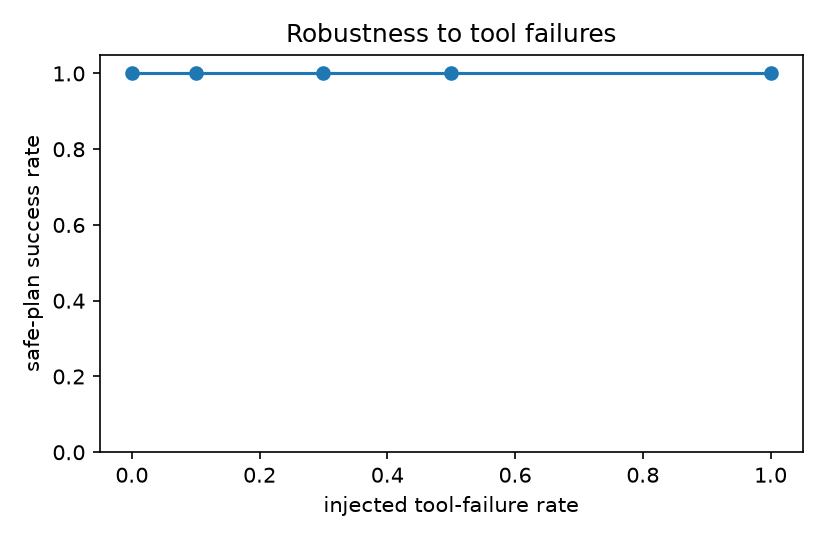 Robustness to tool failures
1.0
0.8
0.6
0.4
0.2
0.0
safe-plan success rate
0.0 0.2 0.4 0.6 0.8 1.0
injected tool-failure rate